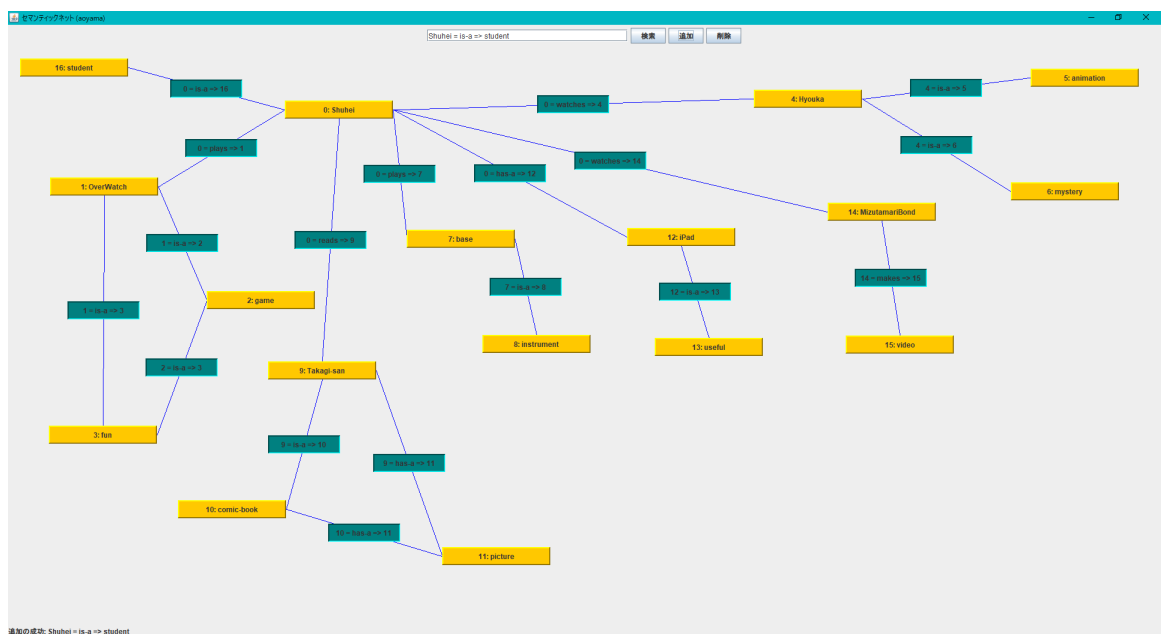 セマンティックネット (aoyama)
Shuhei = is-a => student
検索
追加
削除
16: student
0 = is-a => 16
0: Shuhei
0 = watches => 4
4: Hyouka
4 = is-a => 5
5: animation
0 = plays => 1
0 = plays => 7
0 = has-a => 12
0 = watches => 14
4 = is-a => 6
1: OverWatch
6: mystery
14: MizutamariBond
1 = is-a => 2
0 = reads => 9
7: base
12: iPad
7 = is-a => 8
12 = is-a => 13
14 = makes => 15
2: game
1 = is-a => 3
8: instrument
13: useful
15: video
2 = is-a => 3
9: Takagi-san
3: fun
9 = is-a => 10
9 = has-a => 11
10: comic-book
10 = has-a => 11
11: picture
追加の成功: Shuhei = is-a => student